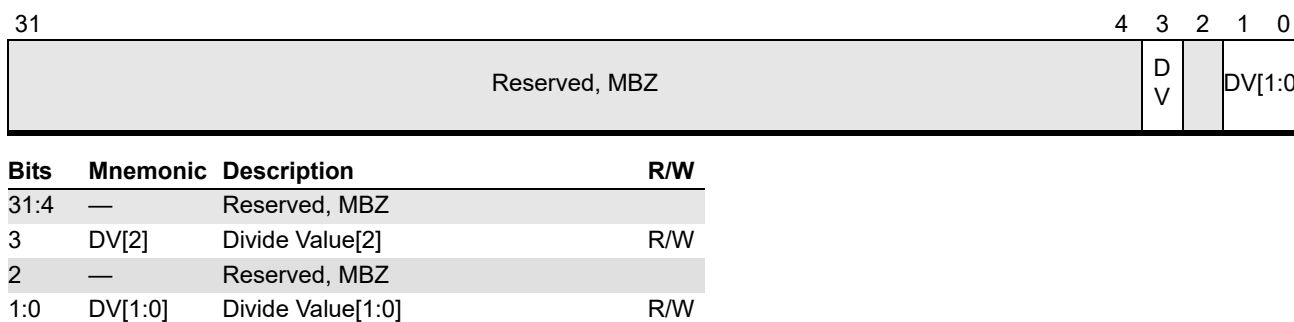 31 4 3 2 1 0
Reserved, MBZ D V DV[1:0
Bits Mnemonic Description R/W
31:4 — Reserved, MBZ
3 DV[2] Divide Value[2] R/W
2 — Reserved, MBZ
1:0 DV[1:0] Divide Value[1:0] R/W